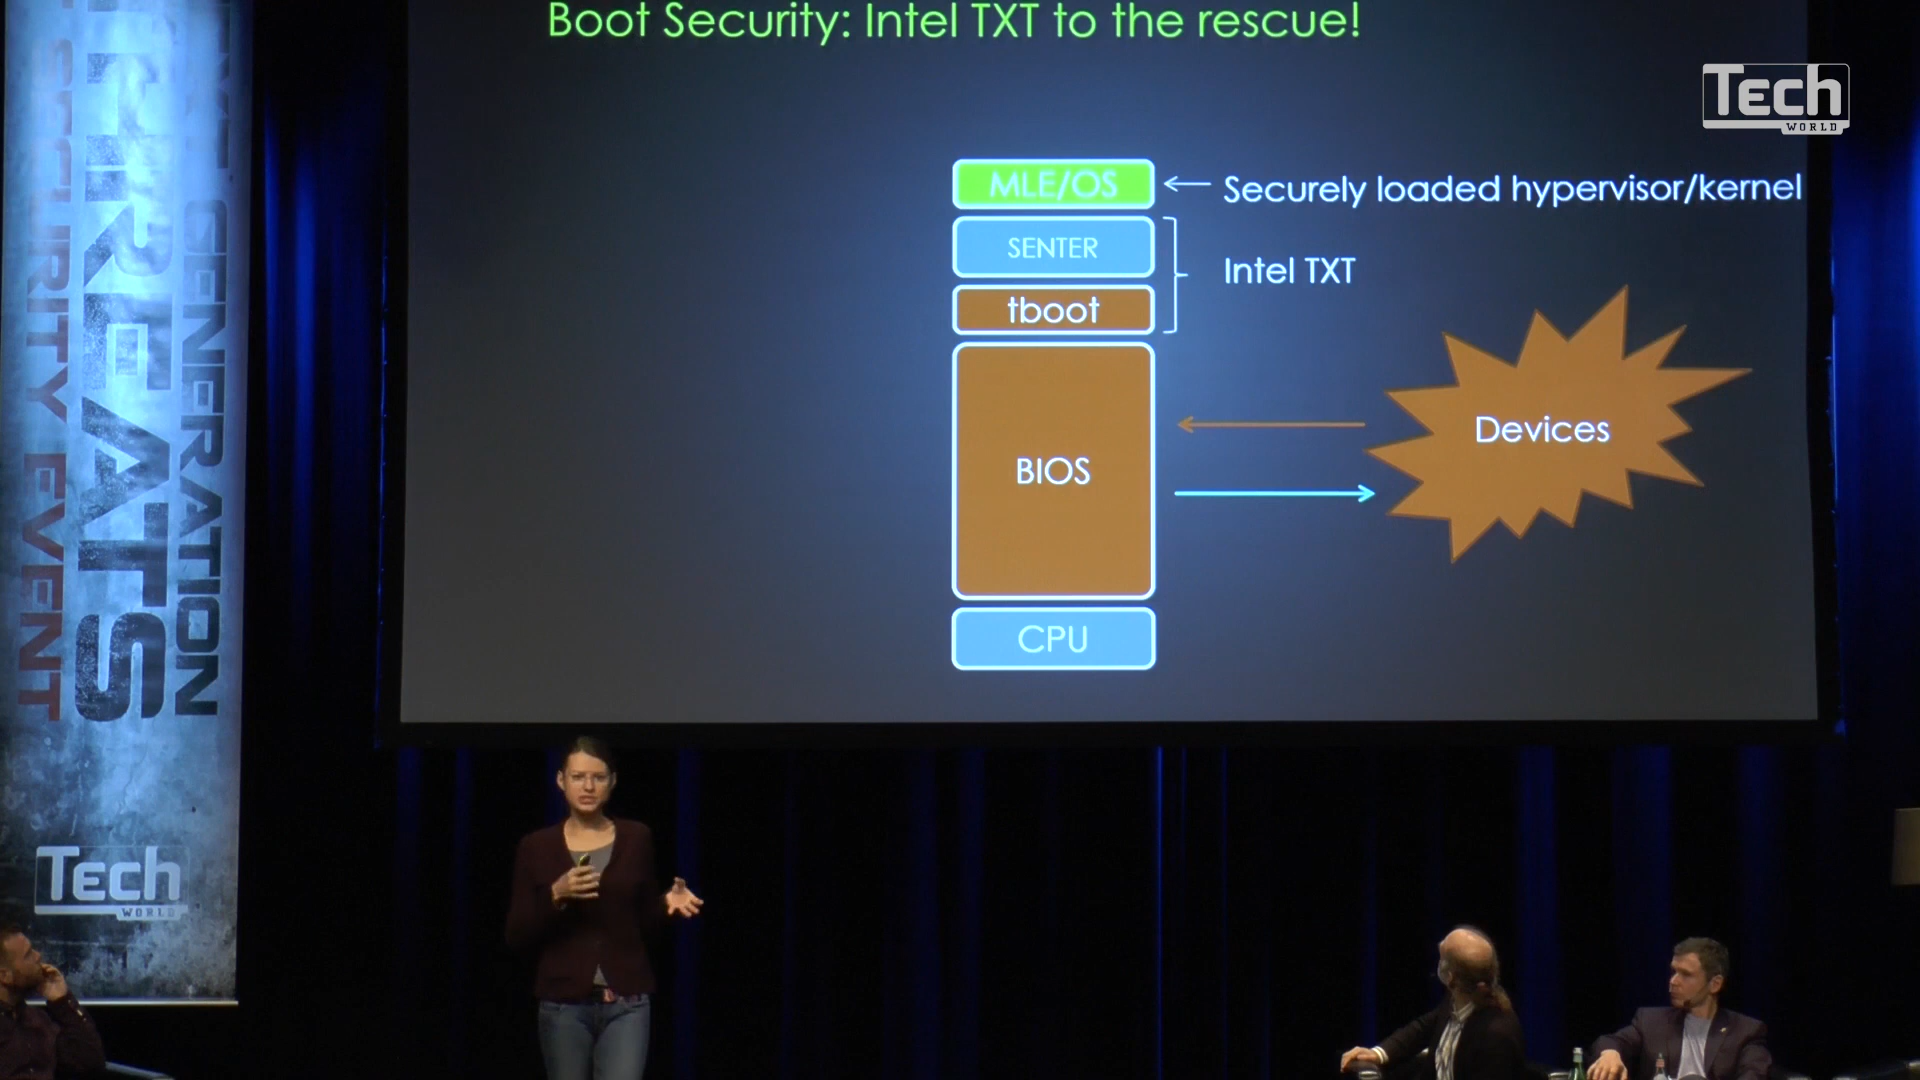 Boot Security: Intel TXT to the rescue!
Tech
WORLD
MLE/OS
Securely loaded hypervisor/kernel
SENTER
Intel TXT
tboot
Devices
BIOS
CPU
GENERATION
THREATS
SECURITY EVENT
Tech
WORLD